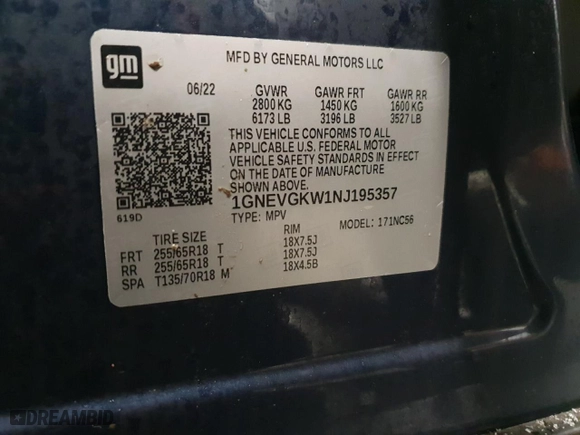 gm
MFD BY GENERAL MOTORS LLC
06/22 GVWR GAWR FRT GAWR RR
2800 KG 1450 KG 1600 KG
6173 LB 3196 LB 3527 LB
THIS VEHICLE CONFORMS TO ALL
APPLICABLE U.S. FEDERAL MOTOR
VEHICLE SAFETY STANDARDS IN EFFECT
ON THE DATE OF MANUFACTURE
SHOWN ABOVE.
619D
1GNEVGKW1NJ195357
TYPE: MPV MODEL: 171NC56
TIRE SIZE RIM
FRT 255/65R18 T 18X7.5J
RR 255/65R18 T 18X7.5J
SPA T135/70R18 M 18X4.5B
DREAMBID